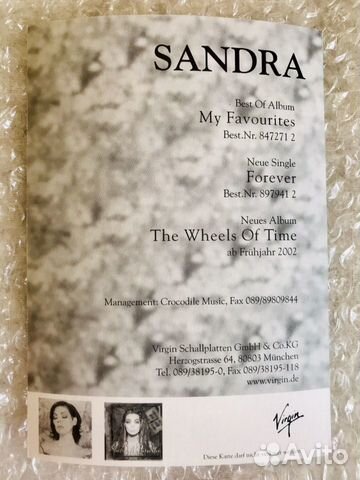 SANDRA
Best Of Album
My Favourites
Best.Nr. 847271 2
Neue Single
Forever
Best.Nr. 897941 2
Neues Album
The Wheels Of Time
ab Frühjahr 2002
Management: Crocodile Music, Fax 089/89809844
Virgin Schallplatten GmbH & Co.KG
Herzogstrasse 64, 80803 München
Tel. 089/38195-0, Fax 089/38195-118
www.virgin.de
Virgin
Diese Karte darf nicht
Avito